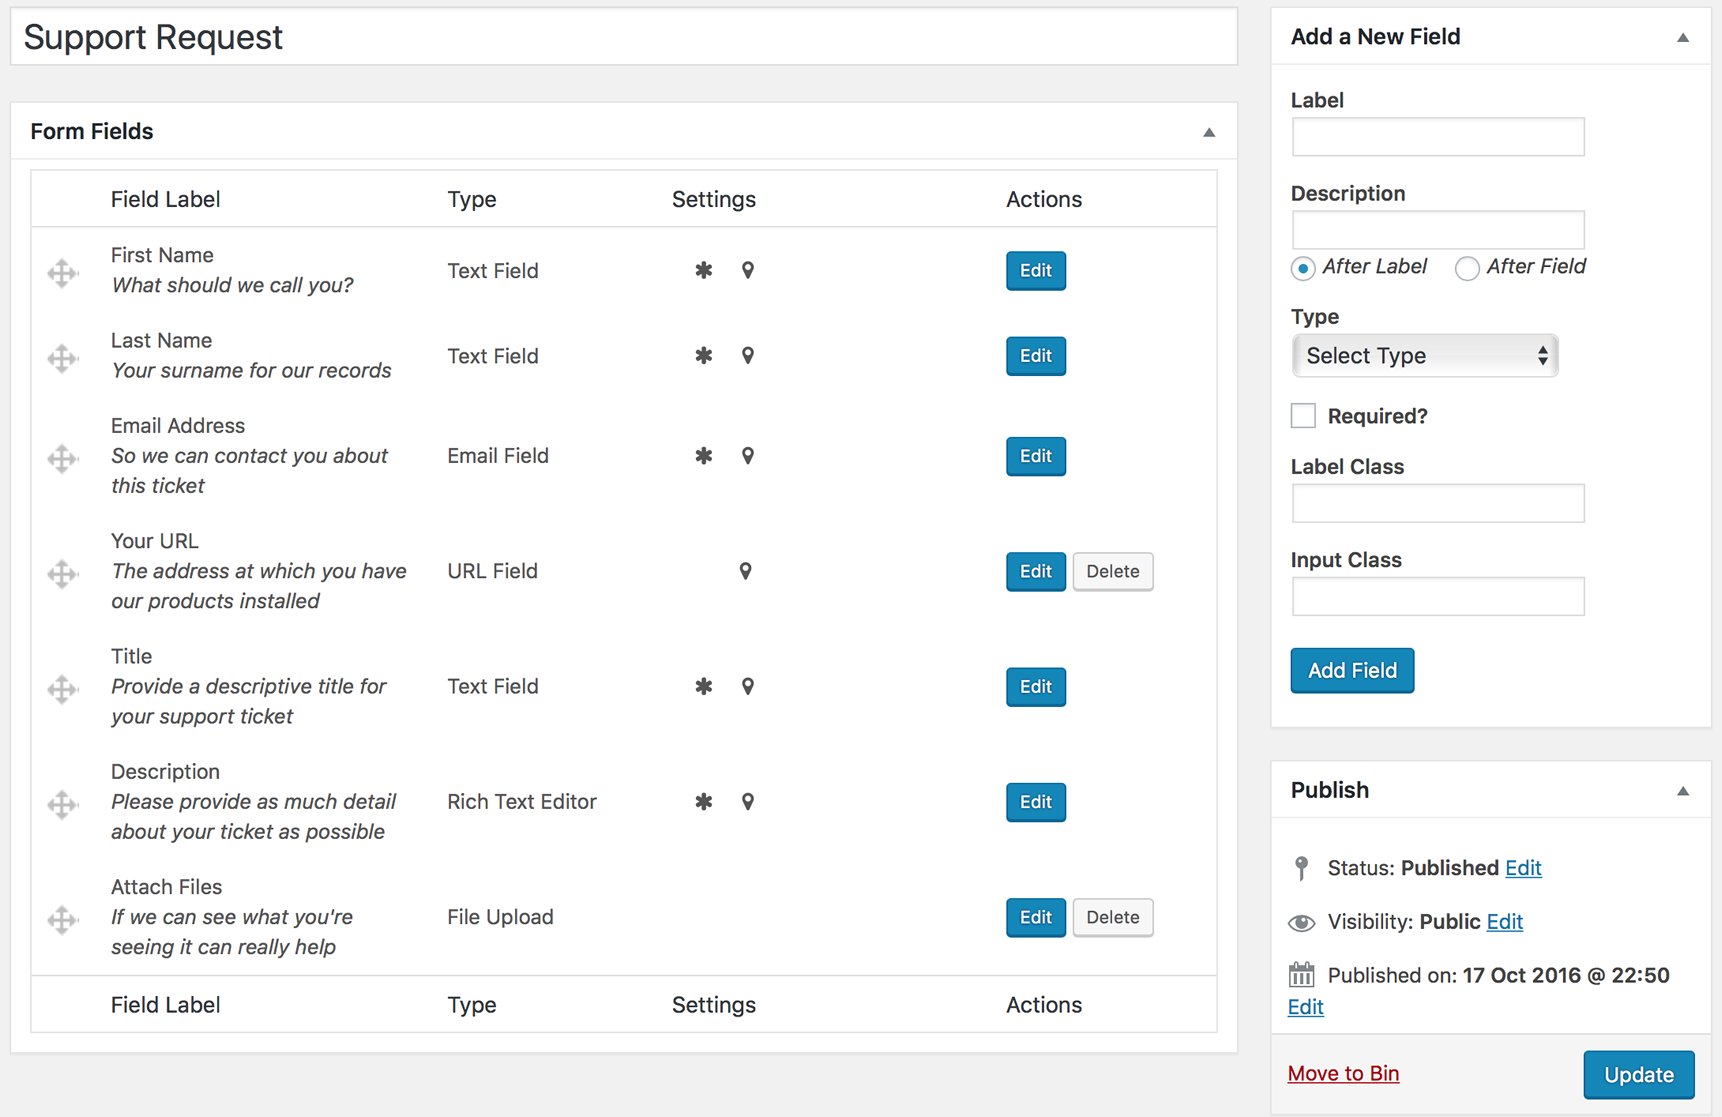 Support Request
Form Fields
Field Label Type Settings Actions
First Name
What should we call you?
Text Field
Edit
Last Name
Your surname for our records
Text Field
Edit
Email Address
So we can contact you about
this ticket
Email Field
Edit
Your URL
The address at which you have
our products installed
URL Field
Edit Delete
Title
Provide a descriptive title for
your support ticket
Text Field
Edit
Description
Please provide as much detail
about your ticket as possible
Rich Text Editor
Edit
Attach Files
If we can see what you're
seeing it can really help
File Upload
Edit Delete
Field Label Type Settings Actions
Add a New Field
Label
Description
After Label After Field
Type
Select Type
Required?
Label Class
Input Class
Add Field
Publish
Status: Published Edit
Visibility: Public Edit
Published on: 17 Oct 2016 @ 22:50
Edit
Move to Bin Update